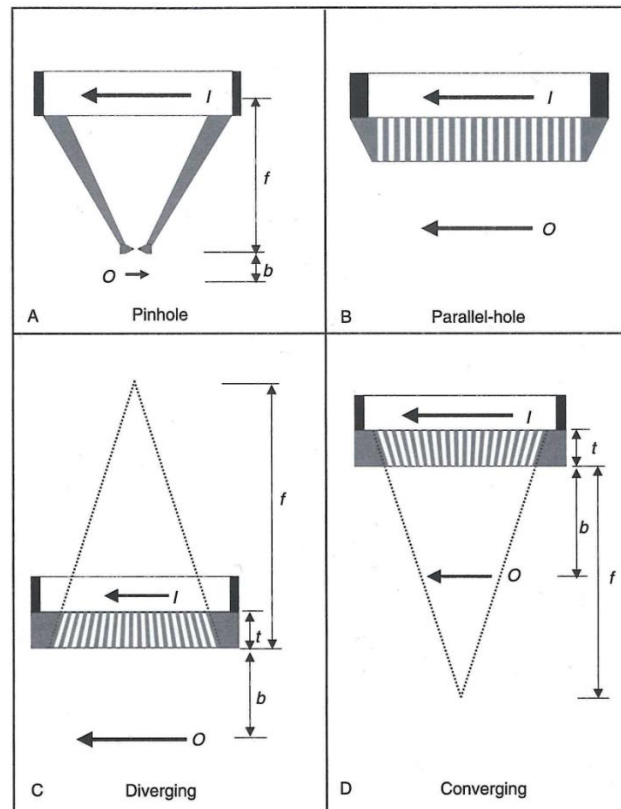 I
f
O
b
A
Pinhole
I
O
B
Parallel-hole
f
I
t
b
O
C
Diverging
I
t
b
O
f
D
Converging